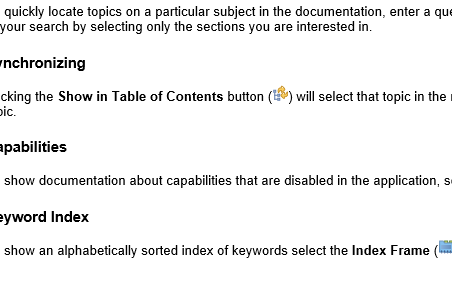 quickly locate topics on a particular subject in the documentation, enter a
your search by selecting only the sections you are interested in.
ynchronizing
cking the Show in Table of Contents button ( ) will select that topic in the
pic.
apabilities
show documentation about capabilities that are disabled in the application,
eyword Index
show an alphabetically sorted index of keywords select the Index Frame (